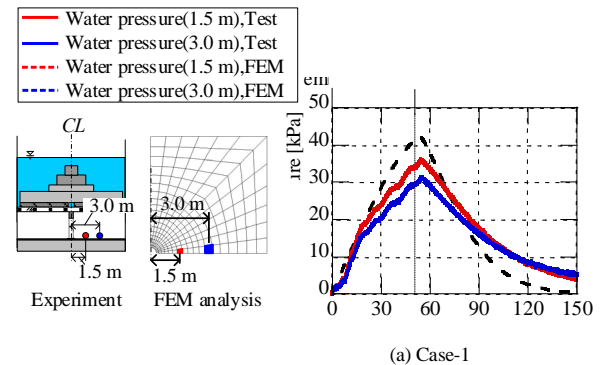 Water pressure(1.5 m),Test
Water pressure(3.0 m),Test
Water pressure(1.5 m),FEM
Water pressure(3.0 m),FEM
CL
3.0 m
1.5 m
Experiment
3.0 m
1.5 m
FEM analysis
50
40
30
20
10
0
[kPa]
0
30
60
90
120
150
(a) Case-1